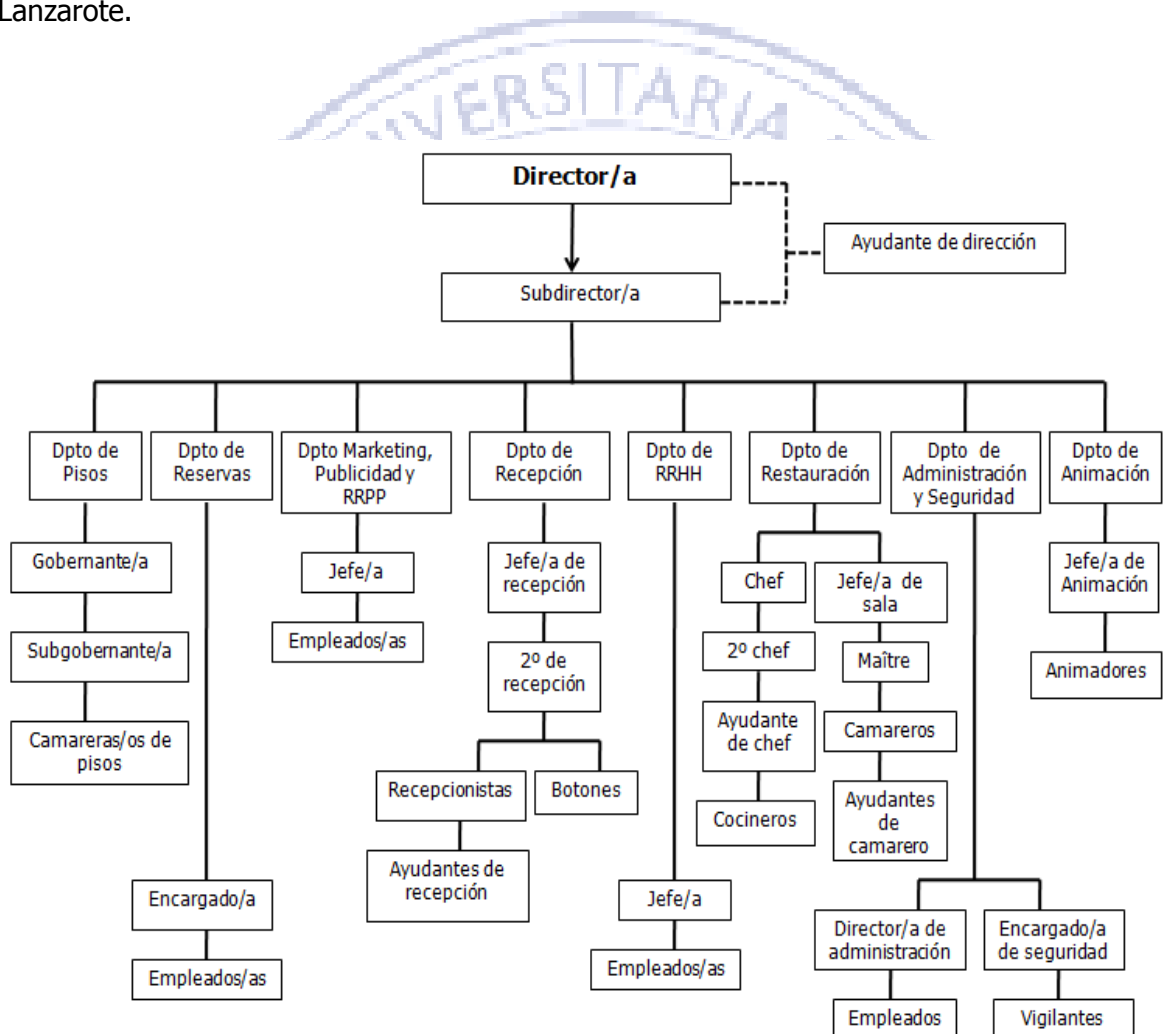 Lanzarote.
VERSITARIA
Director/a
Ayudante de dirección
Subdirector/a
Dpto de
Pisos
Dpto de
Reservas
Dpto Marketing,
Publicidad y
RRPP
Dpto de
Recepción
Dpto de
RRHH
Dpto de
Restauración
Dpto de
Administración
y Seguridad
Dpto de
Animación
Gobernante/a
Subgobernante/a
Camareras/os de
pisos
Encargado/a
Empleados/as
Jefe/a
Empleados/as
Jefe/a de
recepción
2º de
recepción
Recepcionistas
Botones
Ayudantes de
recepción
Jefe/a
Empleados/as
Chef
2º chef
Ayudante
de chef
Cocineros
Jefe/a de
sala
Maître
Camareros
Ayudantes
de
camarero
Director/a de
administración
Empleados
Encargado/a
de seguridad
Vigilantes
Jefe/a de
Animación
Animadores